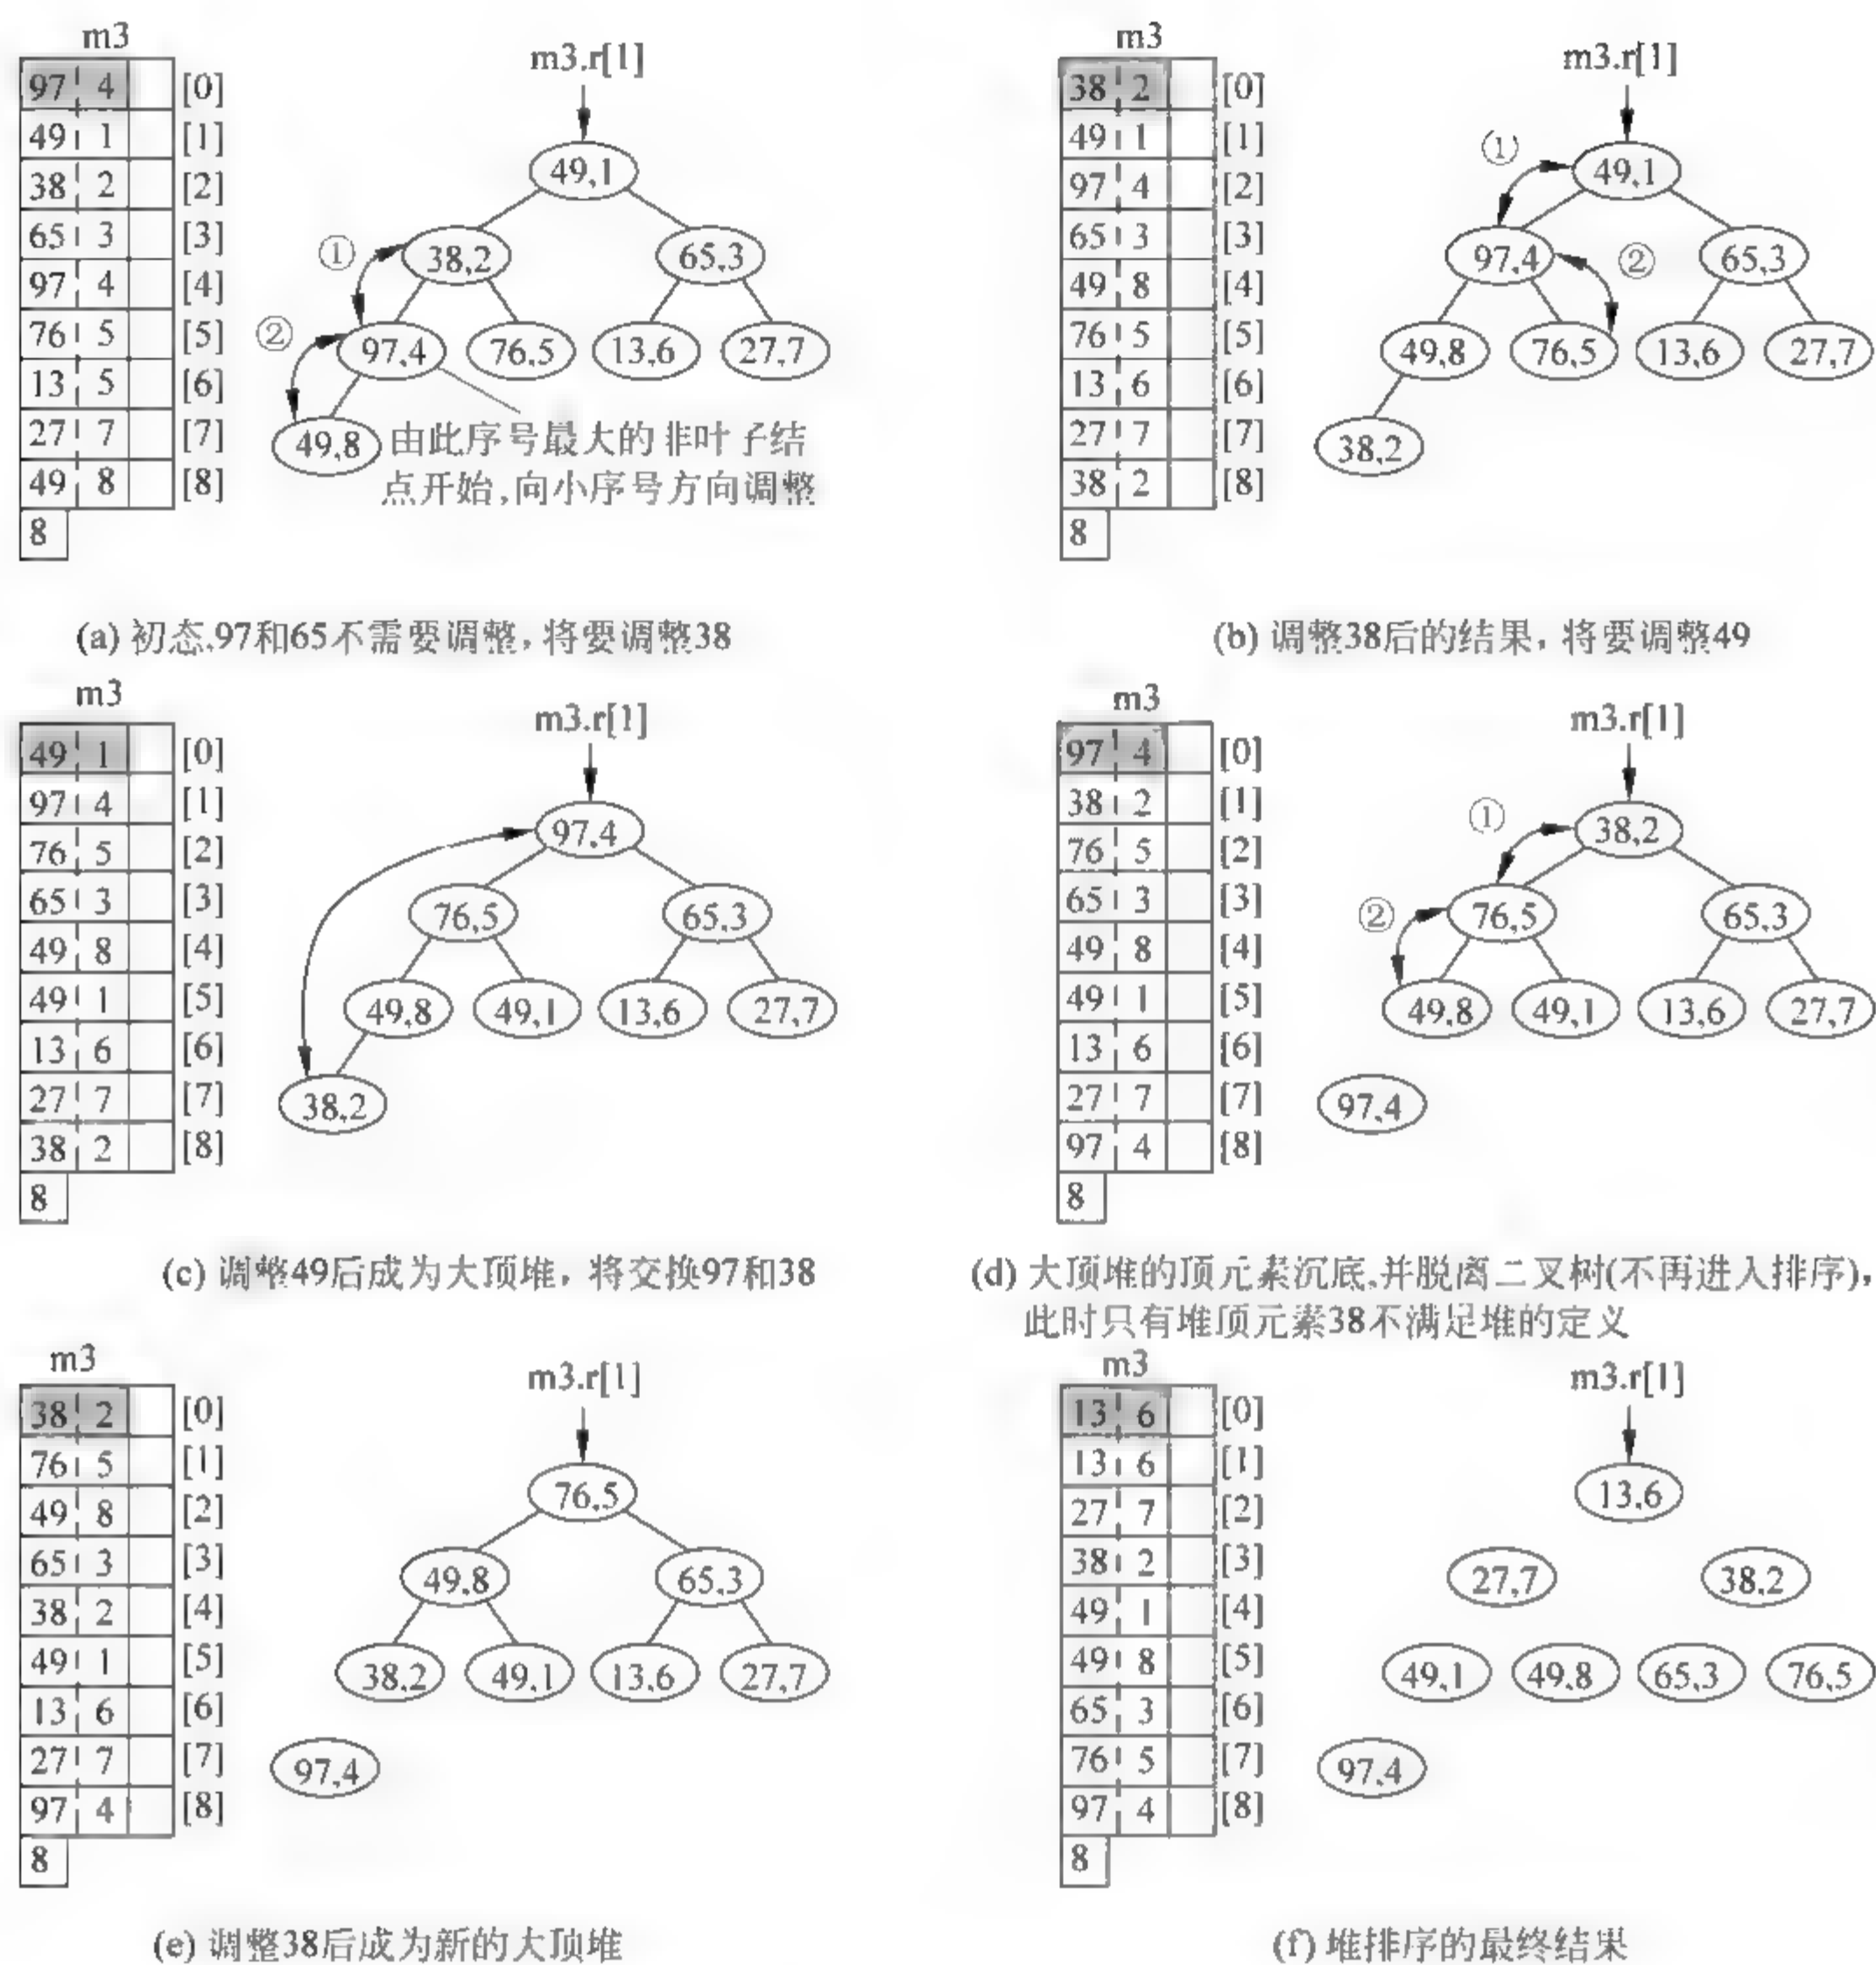 m3
97 4 [0]
49 1 [1]
38 2 [2]
65 3 [3]
97 4 [4]
76 5 [5]
13 5 [6]
27 7 [7]
49 8 [8]
8
m3.r[1]
49,1
① 38,2 65,3
② 97,4 76,5 13,6 27,7
49,8 由此序号最大的非叶子结
点开始,向小序号方向调整
(a) 初态,97和65不需要调整，将要调整38
m3
38 2 [0]
49 1 [1]
97 4 [2]
65 3 [3]
49 8 [4]
76 5 [5]
13 6 [6]
27 7 [7]
38 2 [8]
8
m3.r[1]
① 49,1
97,4 ② 65,3
49,8 76,5 13,6 27,7
38,2
(b) 调整38后的结果，将要调整49
m3
49 1 [0]
97 4 [1]
76 5 [2]
65 3 [3]
49 8 [4]
49 1 [5]
13 6 [6]
27 7 [7]
38 2 [8]
8
m3.r[1]
97,4
76,5 65,3
49,8 49,1 13,6 27,7
38,2
(c) 调整49后成为大顶堆，将交换97和38
m3
97 4 [0]
38 2 [1]
76 5 [2]
65 3 [3]
49 8 [4]
49 1 [5]
13 6 [6]
27 7 [7]
97 4 [8]
8
m3.r[1]
① 38,2
② 76,5 65,3
49,8 49,1 13,6 27,7
97,4
(d) 大顶堆的顶元素沉底,并脱离二叉树(不再进入排序)，
此时只有堆顶元素38不满足堆的定义
m3
38 2 [0]
76 5 [1]
49 8 [2]
65 3 [3]
38 2 [4]
49 1 [5]
13 6 [6]
27 7 [7]
97 4 [8]
8
m3.r[1]
76,5
49,8 65,3
38,2 49,1 13,6 27,7
97,4
(e) 调整38后成为新的大顶堆
m3
13 6 [0]
13 6 [1]
27 7 [2]
38 2 [3]
49 1 [4]
49 8 [5]
65 3 [6]
76 5 [7]
97 4 [8]
8
m3.r[1]
13,6
27,7 38,2
49,1 49,8 65,3 76,5
97,4
(f) 堆排序的最终结果